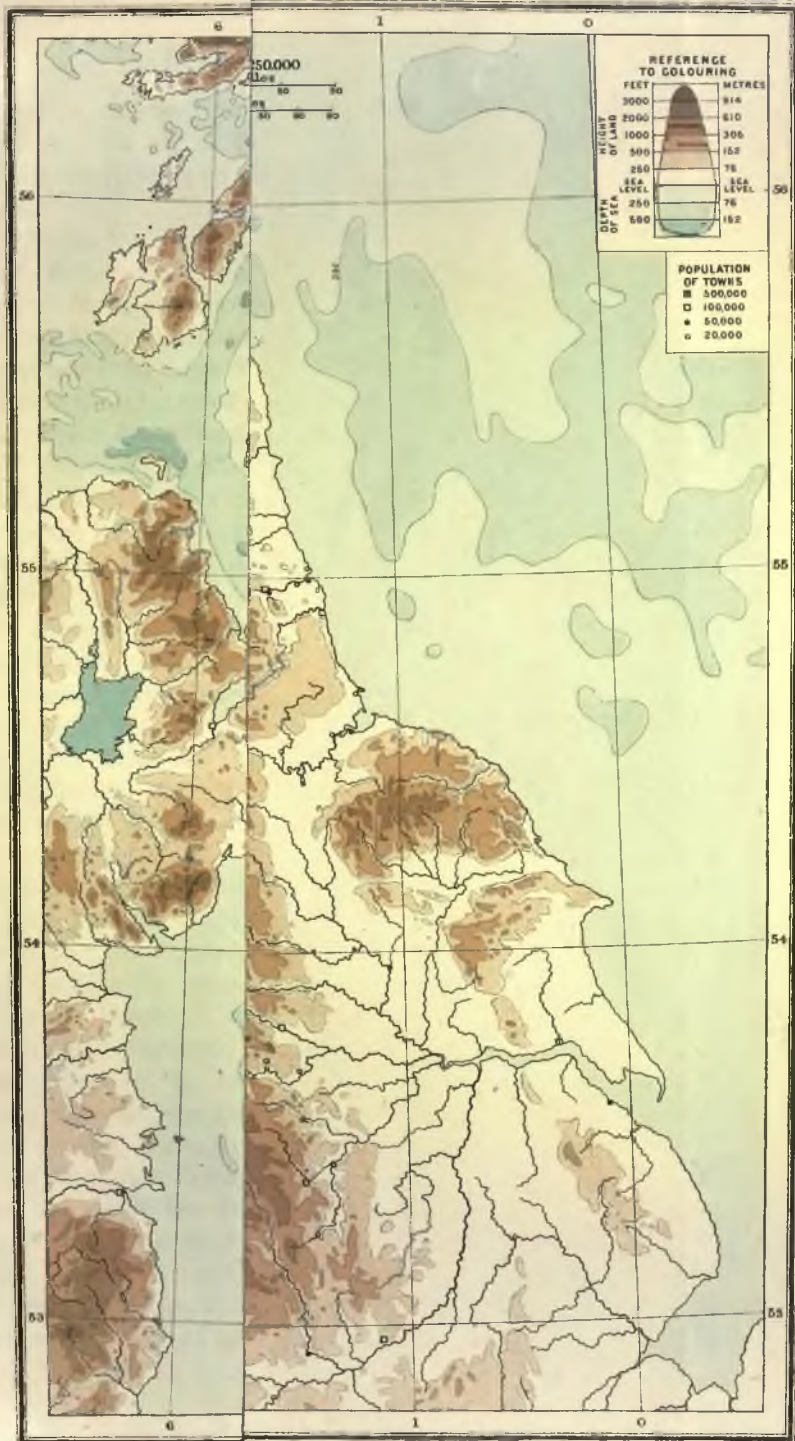 6
1
0
250.000
50
50
REFERENCE
TO COLOURING
FEET
METRES
HEIGHT
OF LAND
3000
914
2000
610
1000
305
500
152
250
76
SEA
LEVEL
SEA
LEVEL
DEPTH
OF SEA
250
76
500
152
POPULATION
OF TOWNS
500,000
100,000
50,000
20,000
56
56
55
55
54
54
53
53
6
1
0